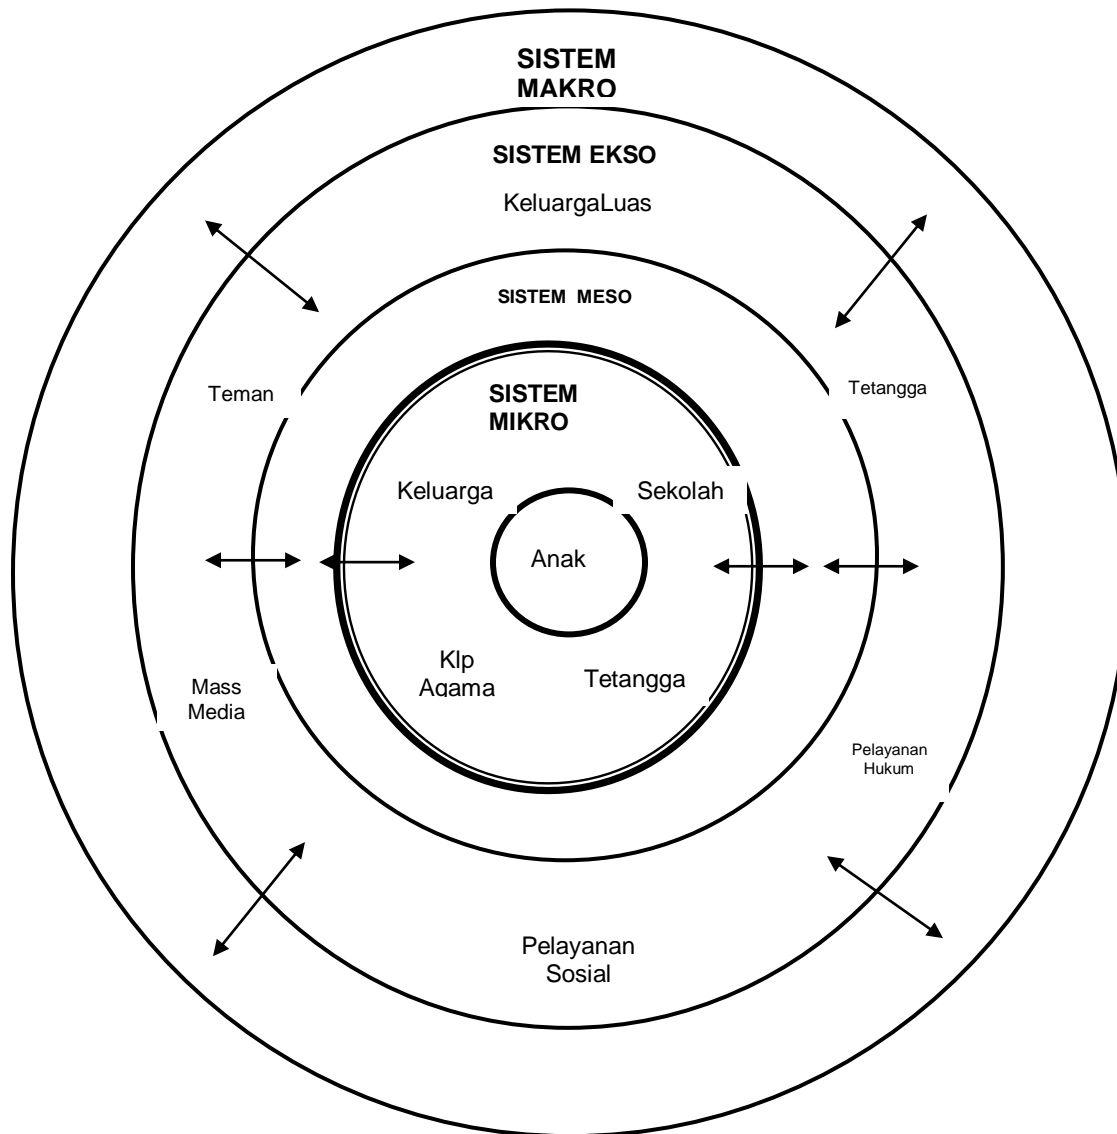 SISTEM
MAKRO
SISTEM EKSO
KeluargaLuas
SISTEM MESO
Teman
Tetangga
SISTEM
MIKRO
Keluarga
Sekolah
Anak
Klp
Agama
Tetangga
Mass
Media
Pelayanan
Hukum
Pelayanan
Sosial